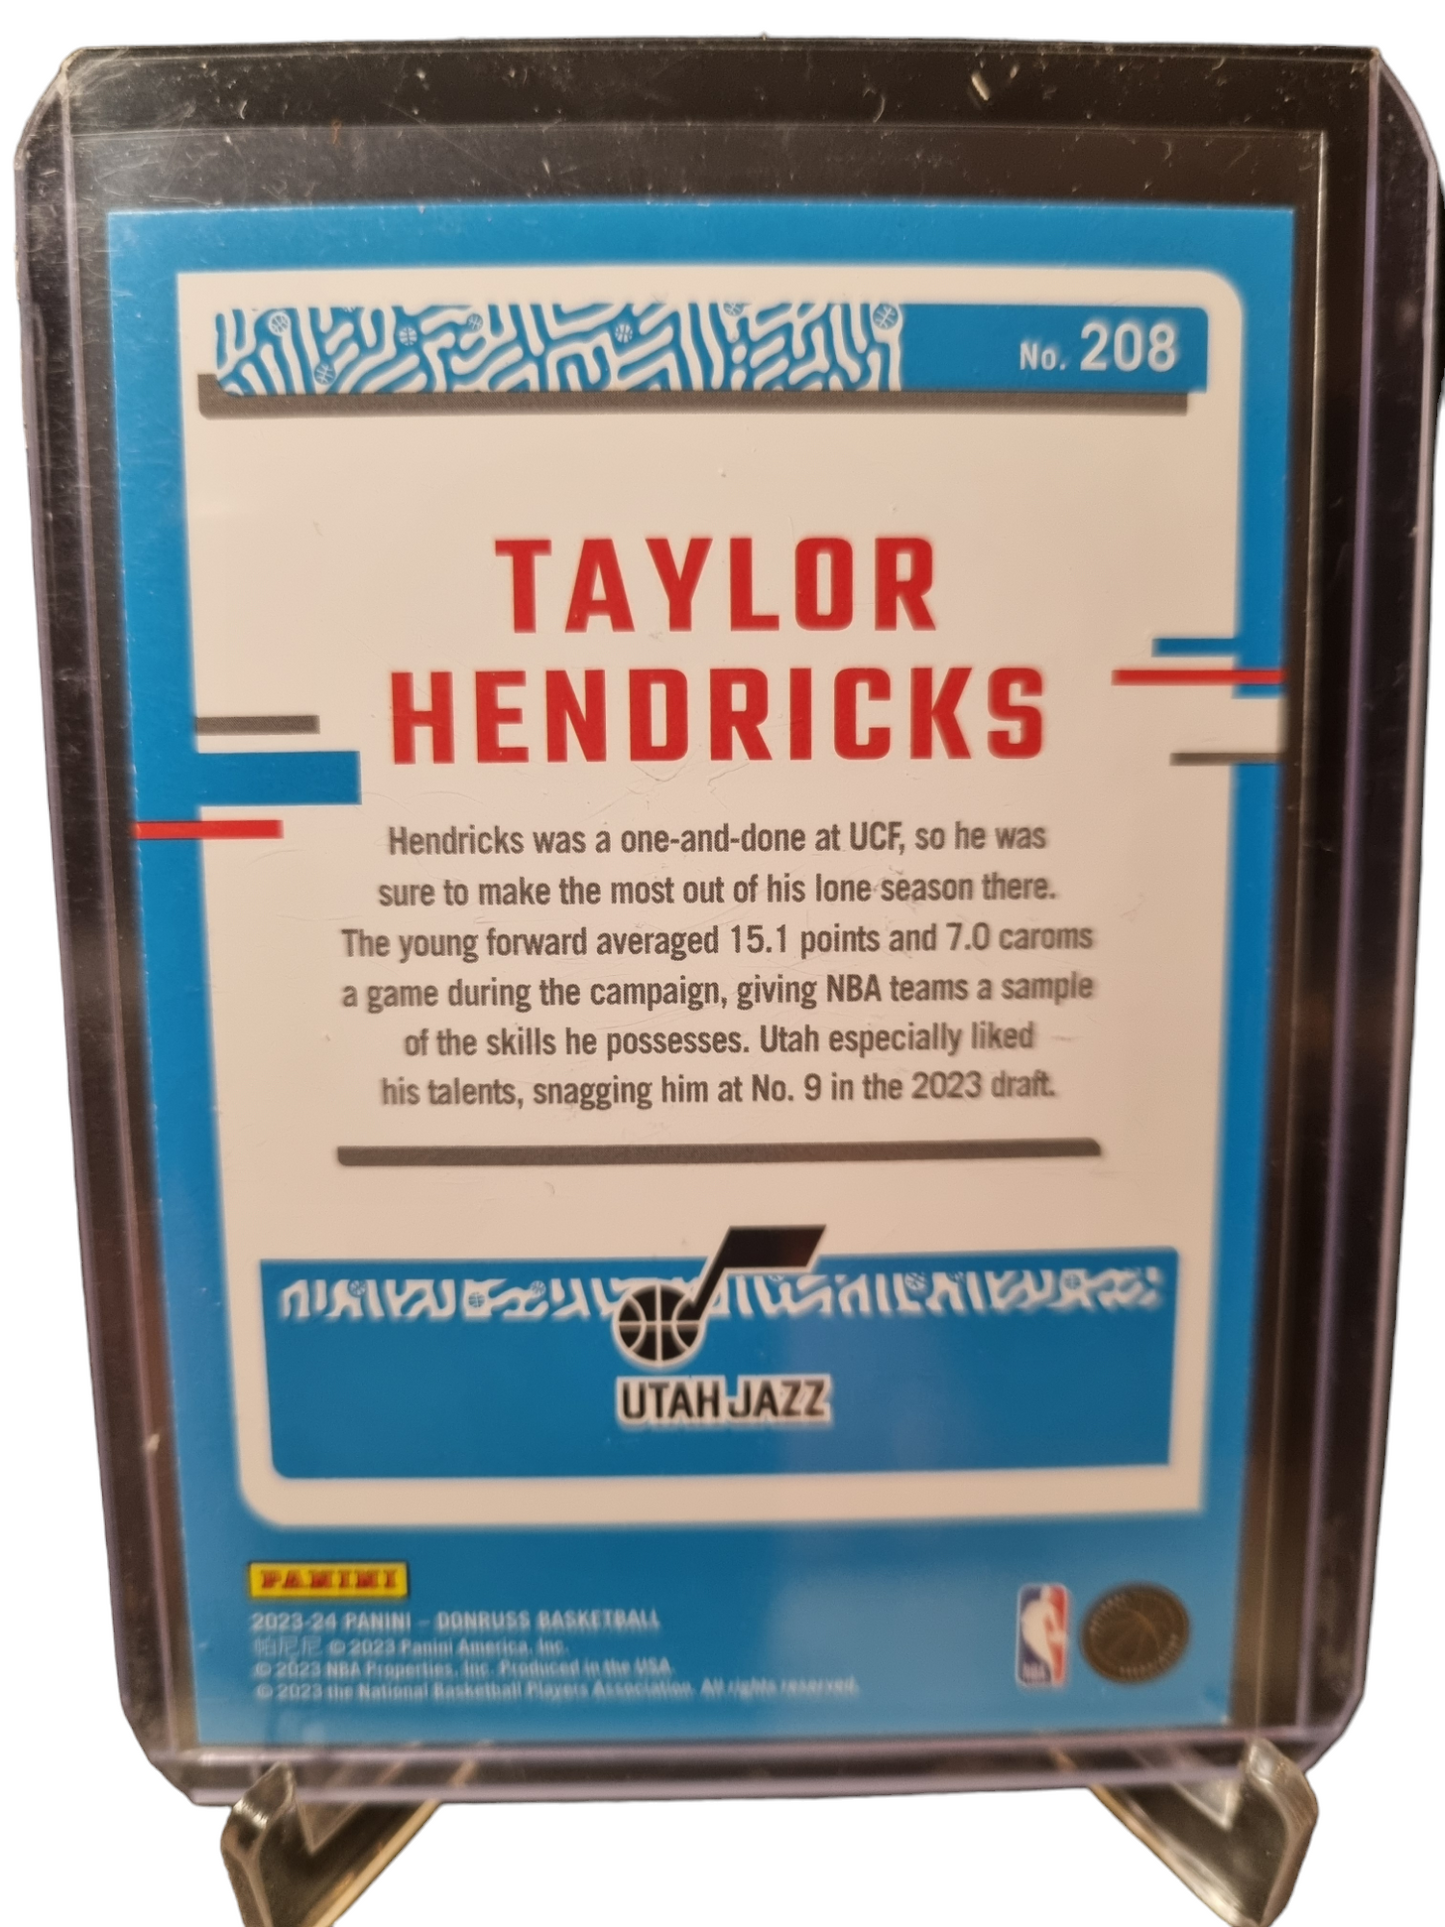 No. 208
TAYLOR
HENDRICKS
Hendricks was a one-and-done at UCF, so he was
sure to make the most out of his lone season there.
The young forward averaged 15.1 points and 7.0 caroms
a game during the campaign, giving NBA teams a sample
of the skills he possesses. Utah especially liked
his talents, snagging him at No. 9 in the 2023 draft.
UTAH JAZZ
PANINI
2023-24 PANINI – DONRUSS BASKETBALL
帕尼尼 © 2023 Panini America, Inc.
© 2023 NBA Properties, Inc. Produced in the USA.
© 2023 the National Basketball Players Association. All rights reserved.
NBA